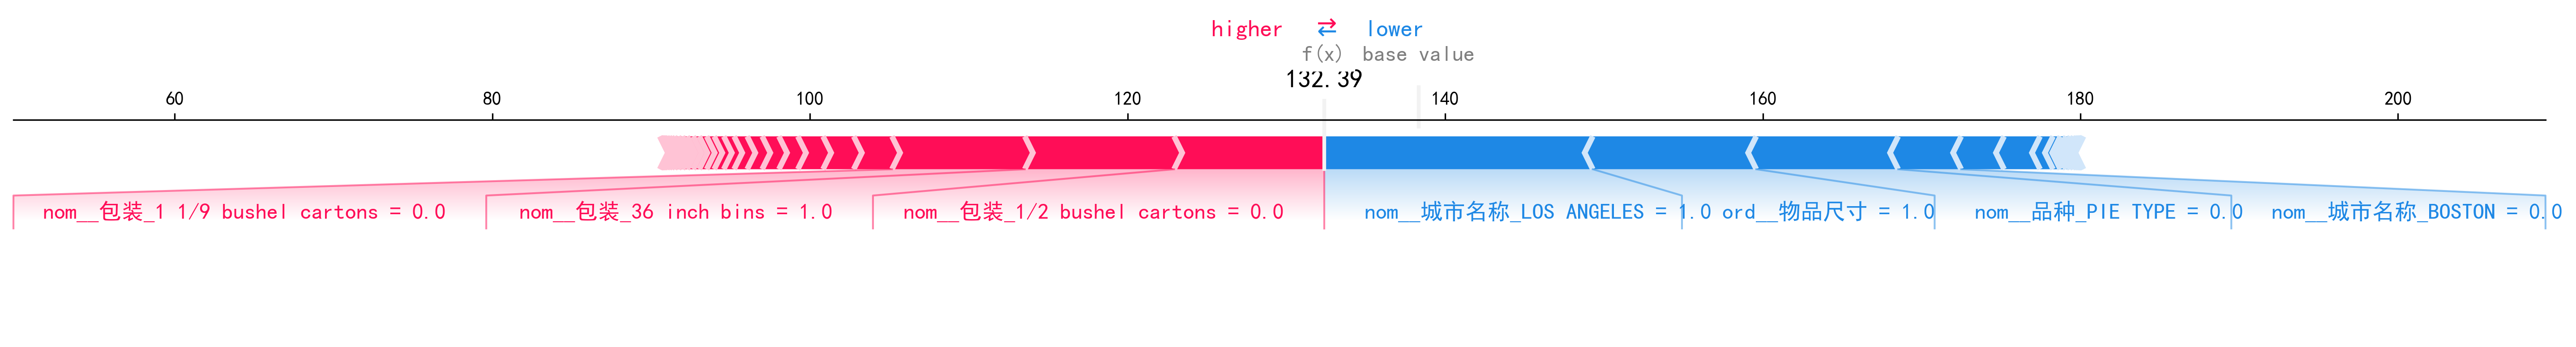 higher ⇄ lower
f(x) base value
132.39
60 80 100 120 140 160 180 200
nom__包装_1 1/9 bushel cartons = 0.0 nom__包装_36 inch bins = 1.0 nom__包装_1/2 bushel cartons = 0.0 nom__城市名称_LOS ANGELES = 1.0 ord__物品尺寸 = 1.0 nom__品种_PIE TYPE = 0.0 nom__城市名称_BOSTON = 0.0